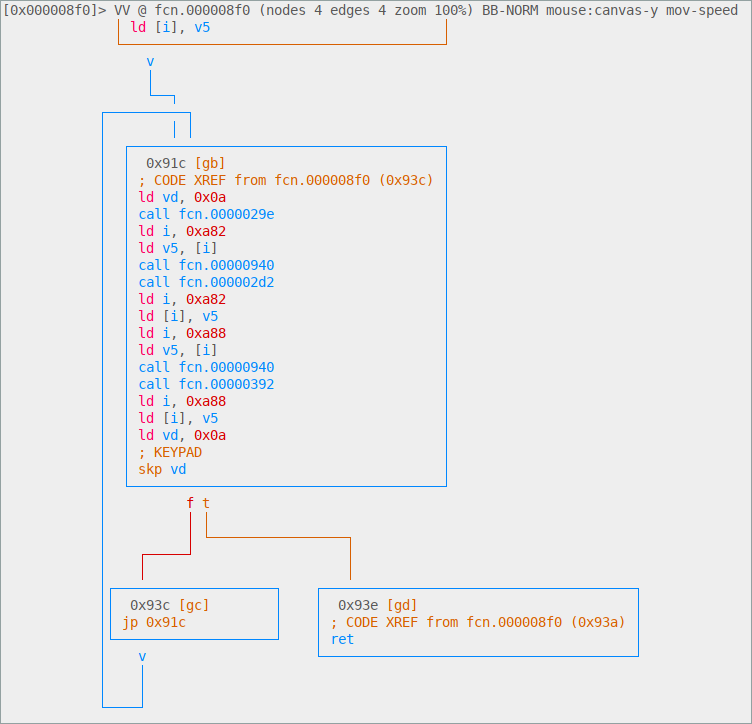 [0x000008f0]> VV @ fcn.000008f0 (nodes 4 edges 4 zoom 100%) BB-NORM mouse:canvas-y mov-speed
ld [i], v5
v
0x91c [gb]
; CODE XREF from fcn.000008f0 (0x93c)
ld vd, 0x0a
call fcn.0000029e
ld i, 0xa82
ld v5, [i]
call fcn.00000940
call fcn.000002d2
ld i, 0xa82
ld [i], v5
ld i, 0xa88
ld v5, [i]
call fcn.00000940
call fcn.00000392
ld i, 0xa88
ld [i], v5
ld vd, 0x0a
; KEYPAD
skp vd
f t
0x93c [gc]
jp 0x91c
v
0x93e [gd]
; CODE XREF from fcn.000008f0 (0x93a)
ret